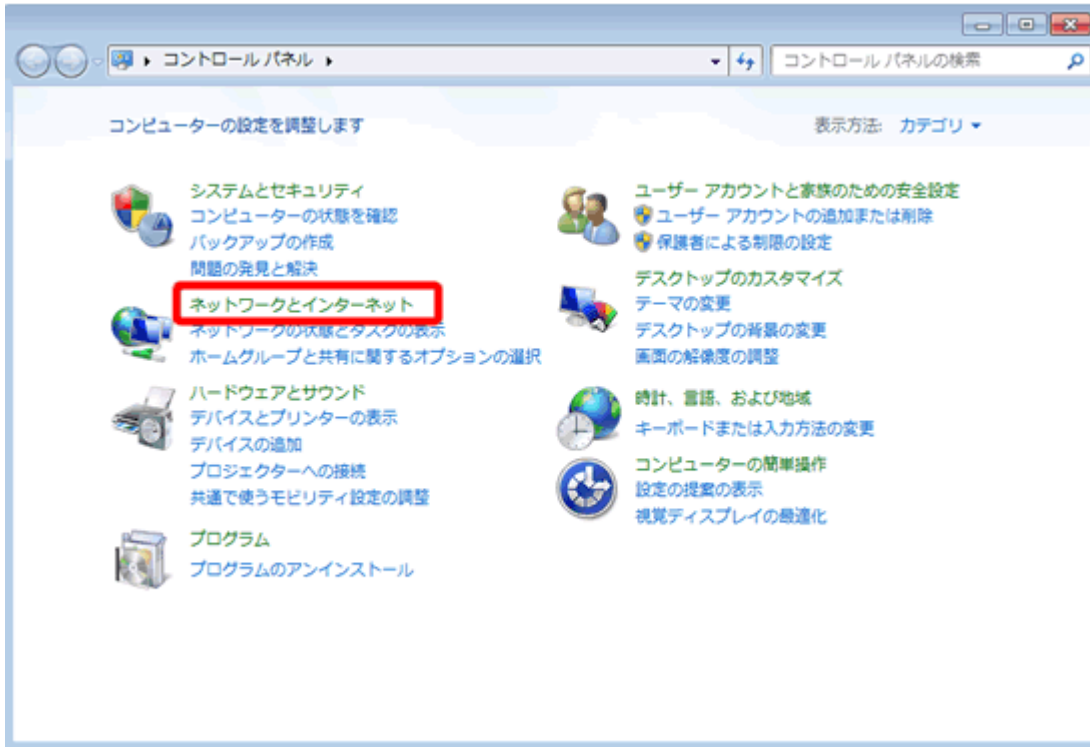 コントロール パネル
コントロール パネルの検索
コンピューターの設定を調整します
表示方法: カテゴリ
システムとセキュリティ
コンピューターの状態を確認
バックアップの作成
問題の発見と解決
ネットワークとインターネット
ネットワークの状態とタスクの表示
ホームグループと共有に関するオプションの選択
ハードウェアとサウンド
デバイスとプリンターの表示
デバイスの追加
プロジェクターへの接続
共通で使うモビリティ設定の調整
プログラム
プログラムのアンインストール
ユーザー アカウントと家族のための安全設定
ユーザー アカウントの追加または削除
保護者による制限の設定
デスクトップのカスタマイズ
テーマの変更
デスクトップの背景の変更
画面の解像度の調整
時計、言語、および地域
キーボードまたは入力方法の変更
コンピューターの簡単操作
設定の提案の表示
視覚ディスプレイの最適化